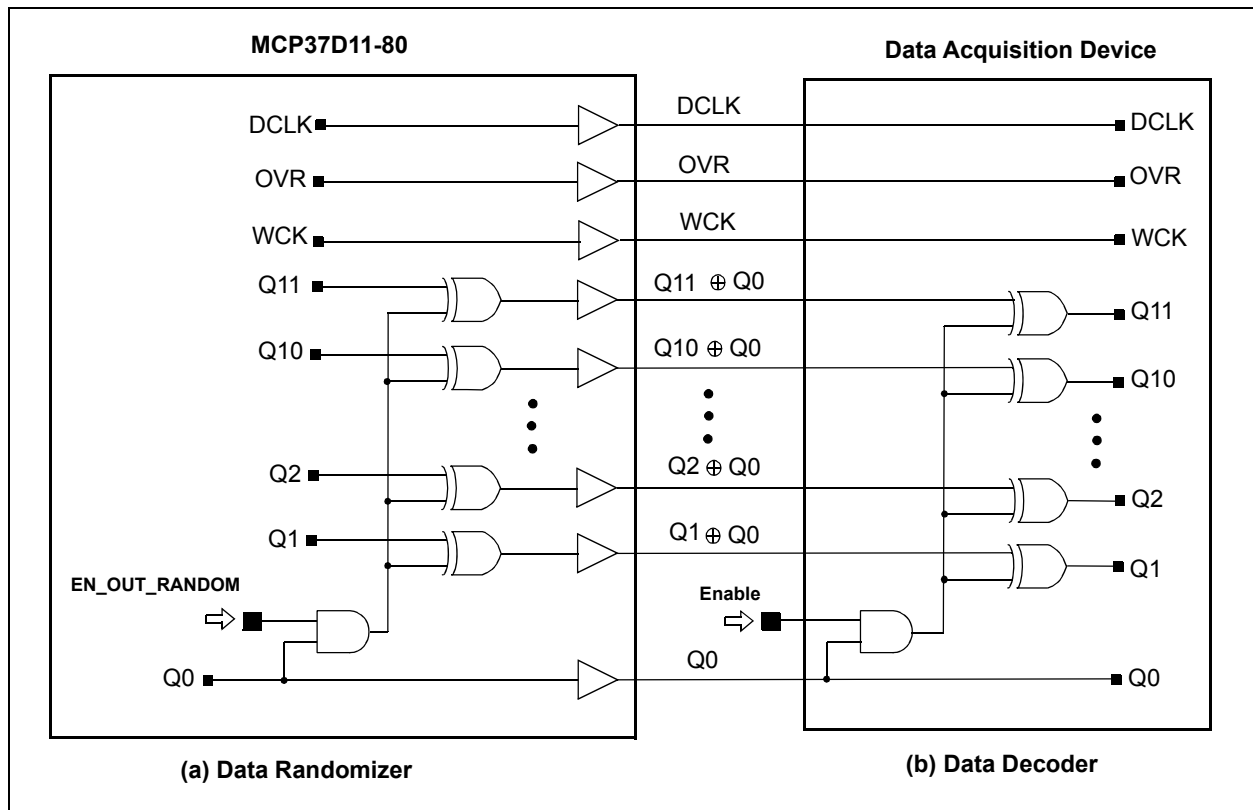 MCP37D11-80
Data Acquisition Device
DCLK
DCLK
DCLK
OVR
OVR
OVR
WCK
WCK
WCK
Q11
Q11 ⊕ Q0
Q11
Q10
Q10 ⊕ Q0
Q10
Q2
Q2 ⊕ Q0
Q2
Q1
Q1 ⊕ Q0
Q1
EN_OUT_RANDOM
Enable
Q0
Q0
Q0
(a) Data Randomizer
(b) Data Decoder